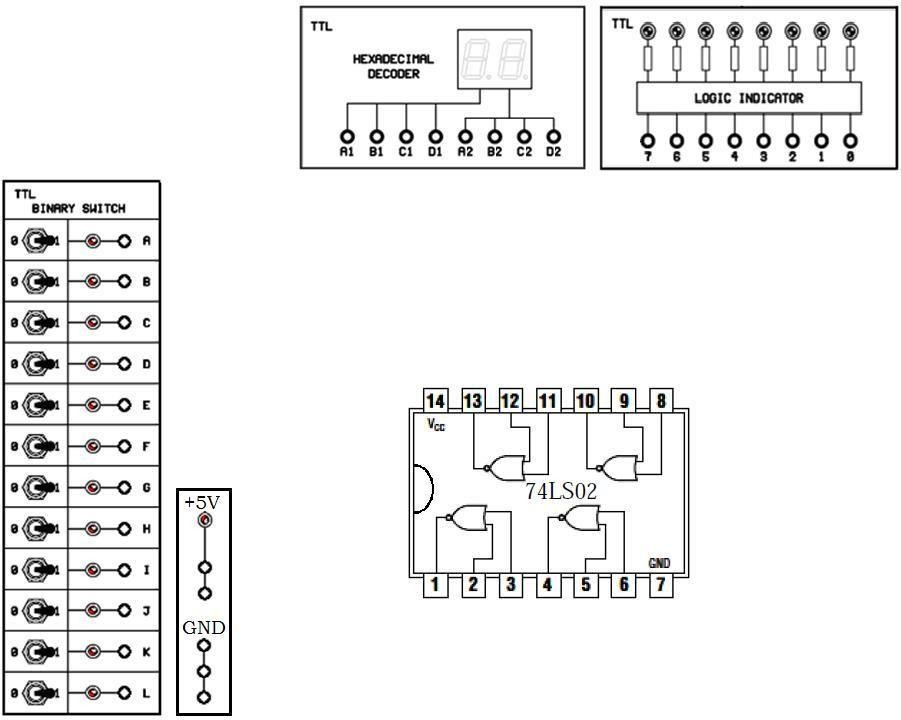 TTL
HEXADECIMAL
DECODER
8.8.
A1 B1 C1 D1 A2 B2 C2 D2
TTL
LOGIC INDICATOR
7 6 5 4 3 2 1 0
TTL
BINARY SWITCH
0 1 A
0 1 B
0 1 C
0 1 D
0 1 E
0 1 F
0 1 G
0 1 H
0 1 I
0 1 J
0 1 K
0 1 L
+5V
GND
14 13 12 11 10 9 8
VCC
74LS02
GND
1 2 3 4 5 6 7